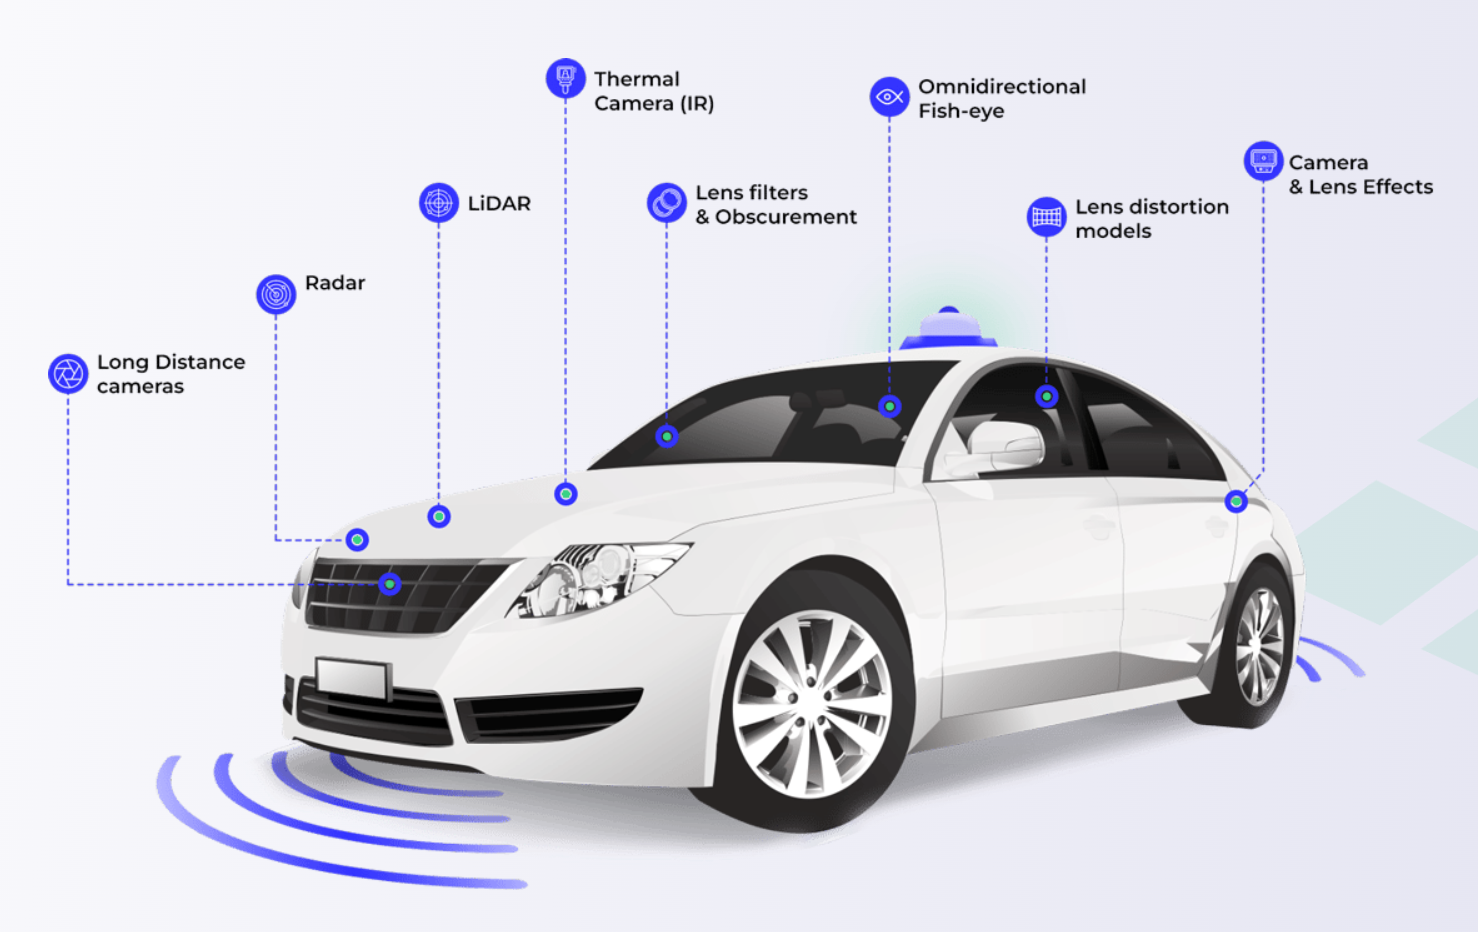 Thermal
Camera (IR)
Omnidirectional
Fish-eye
Camera
& Lens Effects
LiDAR
Lens filters
& Obscurement
Lens distortion
models
Radar
Long Distance
cameras